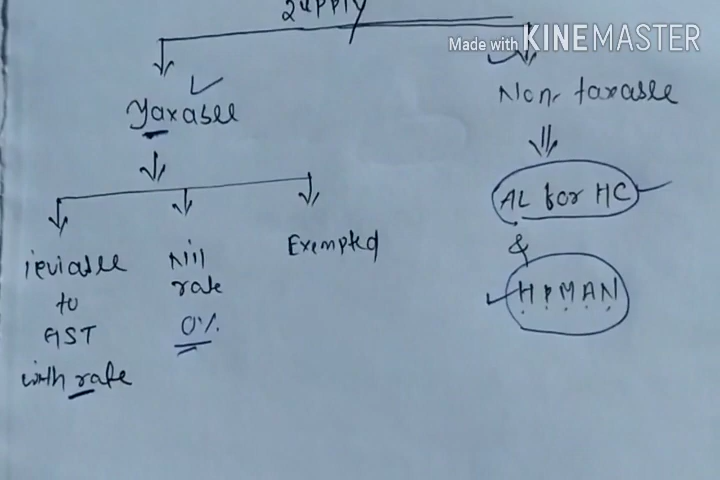 Supply
Made with KINEMASTER
Taxable
Non-taxable
leviable
to
GST
with rate
Nill
rate
0%
Exempted
AL for HC
&
HPMAN